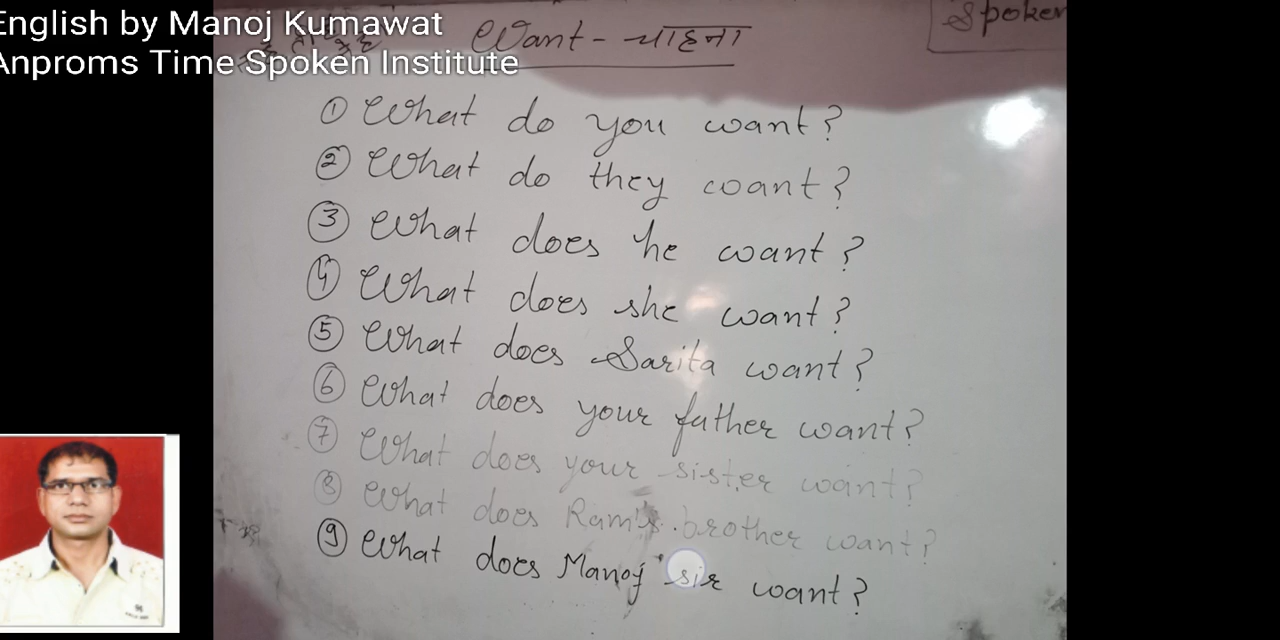 English by Manoj Kumawat
Anproms Time Spoken Institute
Want - चाहना
Spoken
① What do you want?
② What do they want?
③ What does he want?
④ What does she want?
⑤ What does Sarita want?
⑥ What does your father want?
⑦ What does your sister want?
⑧ What does Ram's brother want?
⑨ What does Manoj sir want?